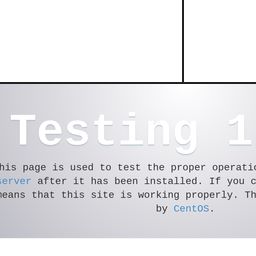 Testing 1
his page is used to test the proper operatio
server after it has been installed. If you c
means that this site is working properly. Th
by CentOS.